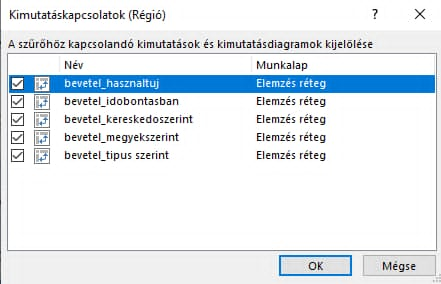 Kimutatáskapcsolatok (Régió) ? ×
A szűrőhöz kapcsolandó kimutatások és kimutatásdiagramok kijelölése
Név Munkalap
bevetel_hasznaltuj Elemzés réteg
bevetel_idobontasban Elemzés réteg
bevetel_kereskedoszerint Elemzés réteg
bevetel_megyekszerint Elemzés réteg
bevetel_tipus szerint Elemzés réteg
OK Mégse